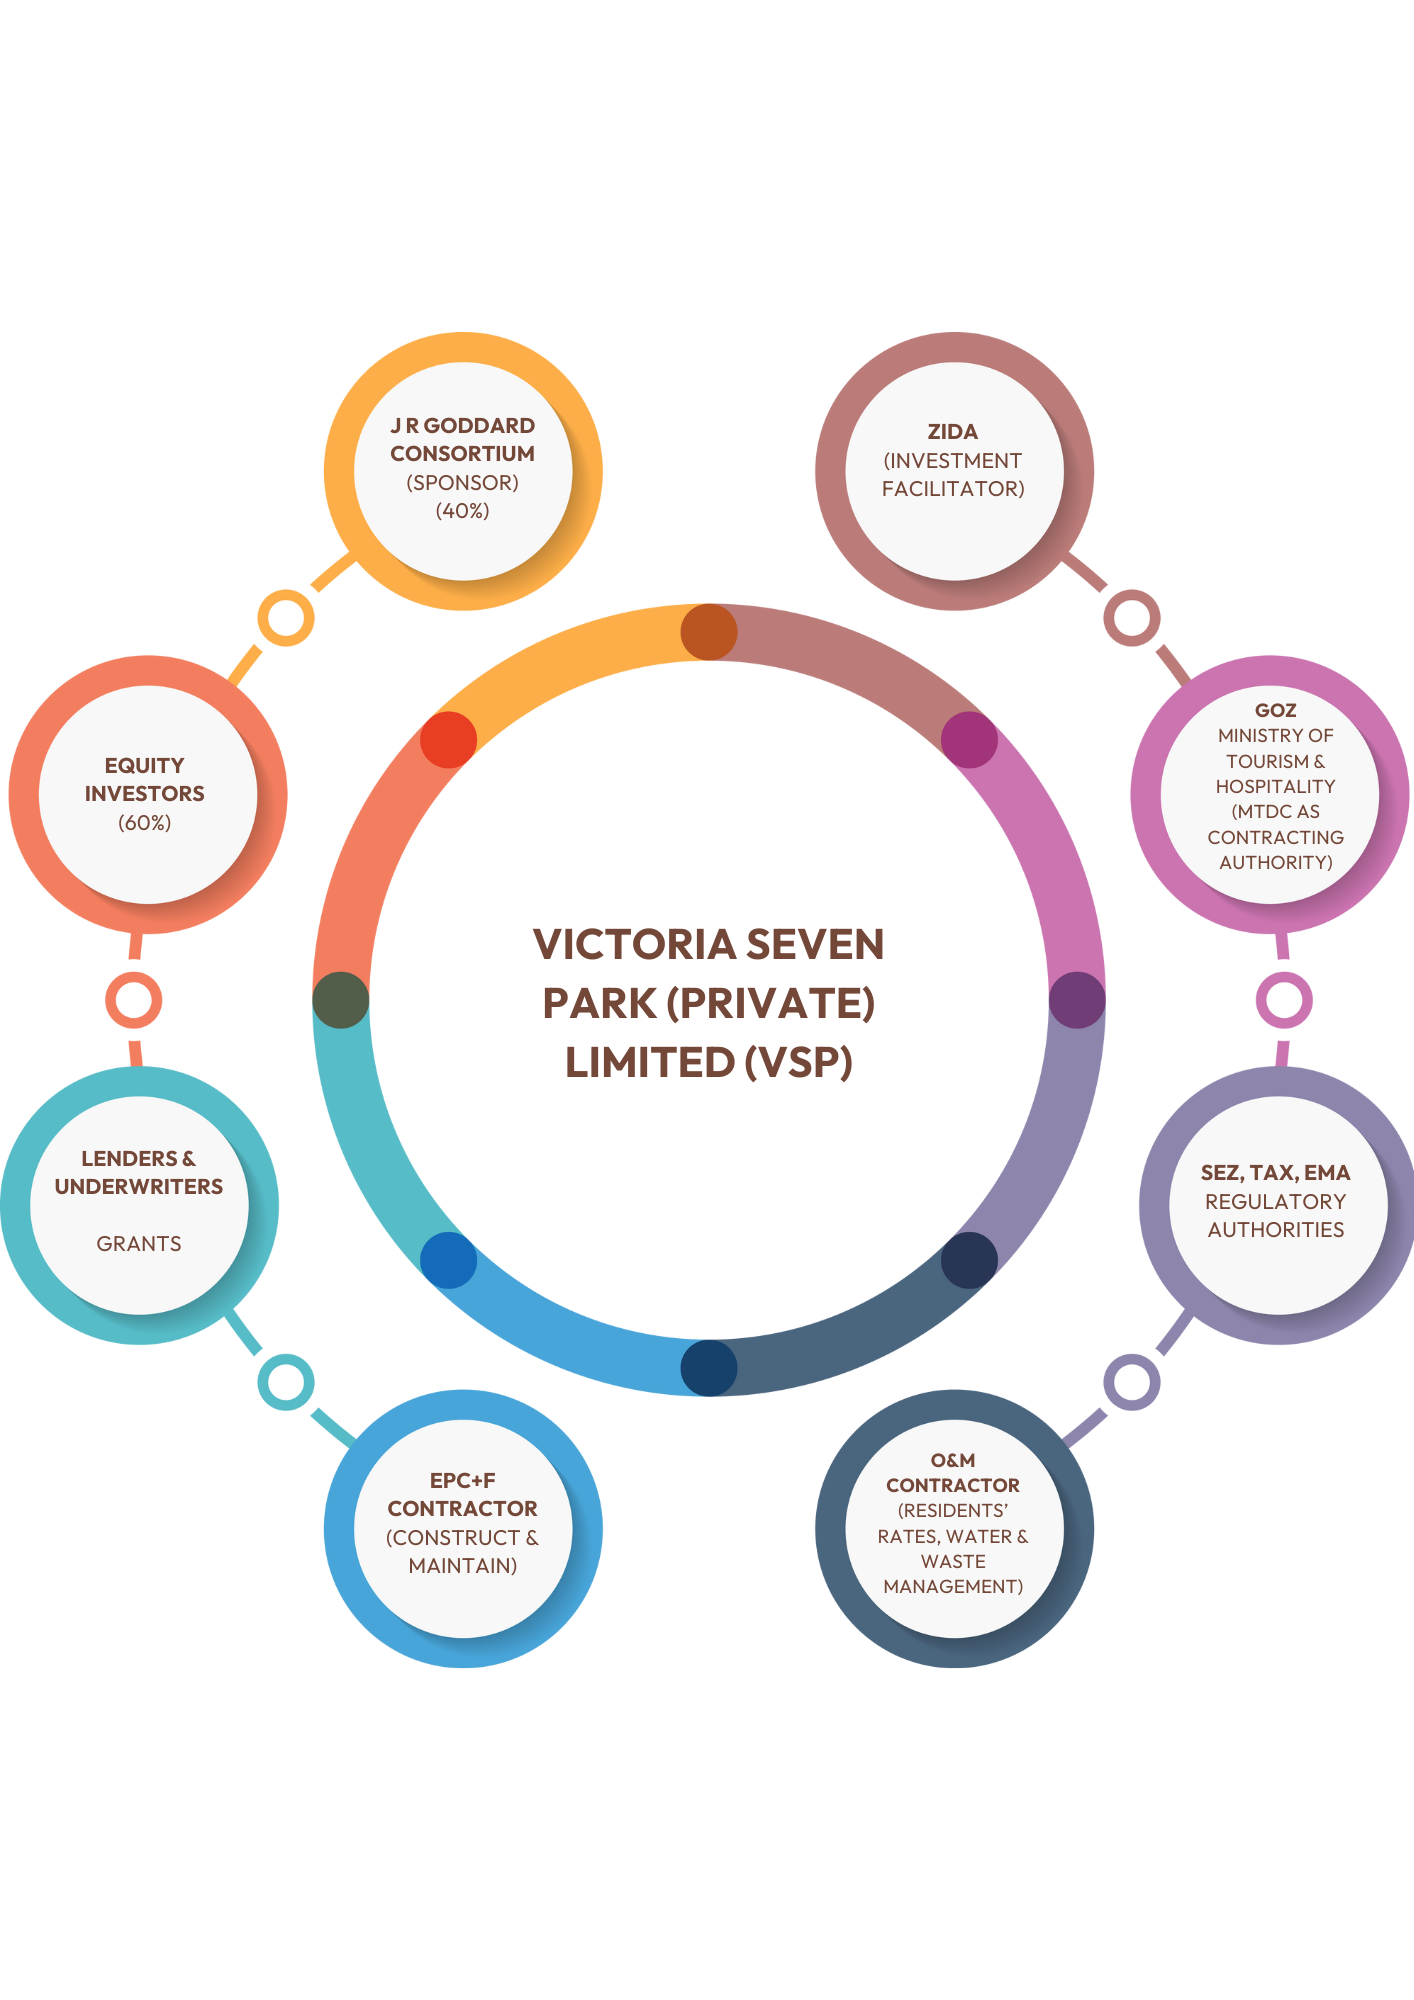 J R GODDARD
CONSORTIUM
(SPONSOR)
(40%)
ZIDA
(INVESTMENT
FACILITATOR)
EQUITY
INVESTORS
(60%)
GOZ
MINISTRY OF
TOURISM &
HOSPITALITY
(MTDC AS
CONTRACTING
AUTHORITY)
VICTORIA SEVEN
PARK (PRIVATE)
LIMITED (VSP)
LENDERS &
UNDERWRITERS
GRANTS
SEZ, TAX, EMA
REGULATORY
AUTHORITIES
EPC+F
CONTRACTOR
(CONSTRUCT &
MAINTAIN)
O&M
CONTRACTOR
(RESIDENTS’
RATES, WATER &
WASTE
MANAGEMENT)